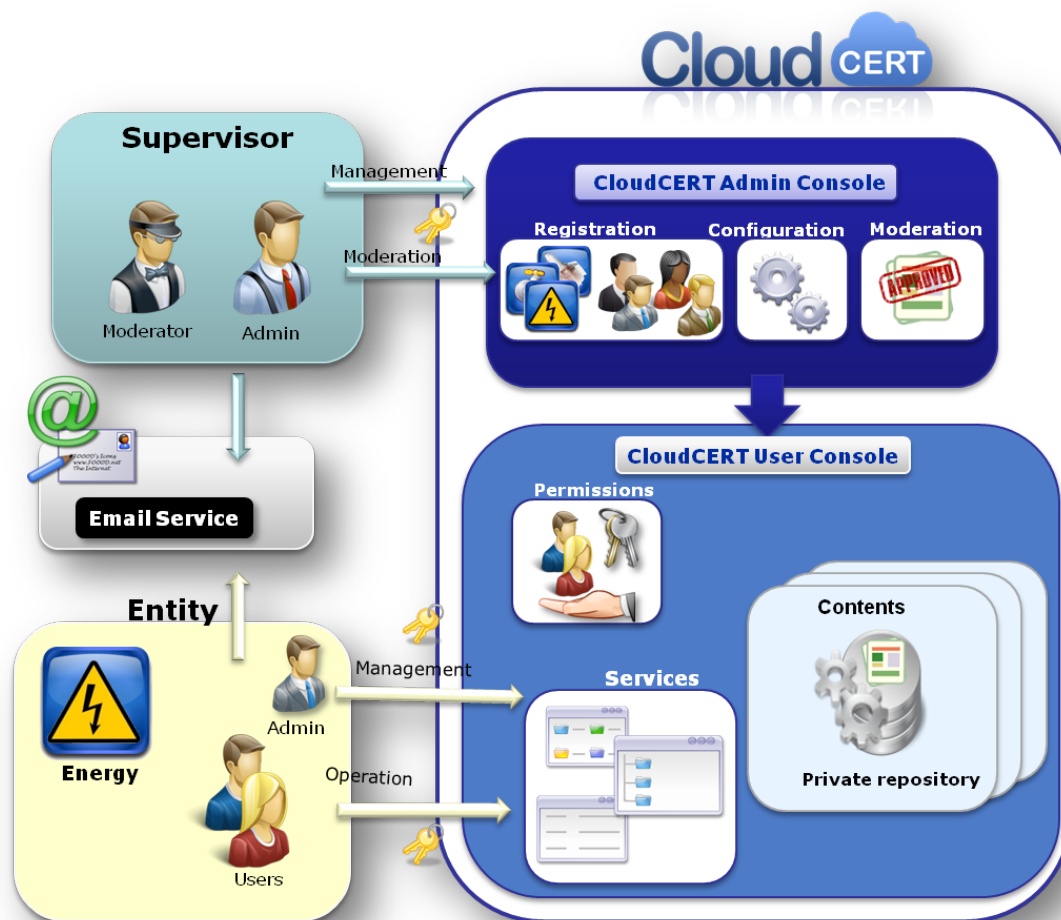 Cloud CERT
Supervisor
Management
Moderation
Moderator
Admin
CloudCERT Admin Console
Registration
Configuration
Moderation
APPROVED
CloudCERT User Console
Permissions
Email Service
Entity
Management
Admin
Energy
Operation
Users
Services
Contents
Private repository